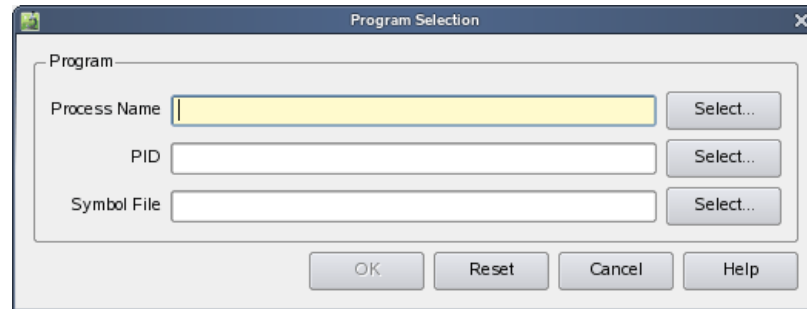 Program Selection
Program
Process Name
Select...
PID
Select...
Symbol File
Select...
OK Reset Cancel Help